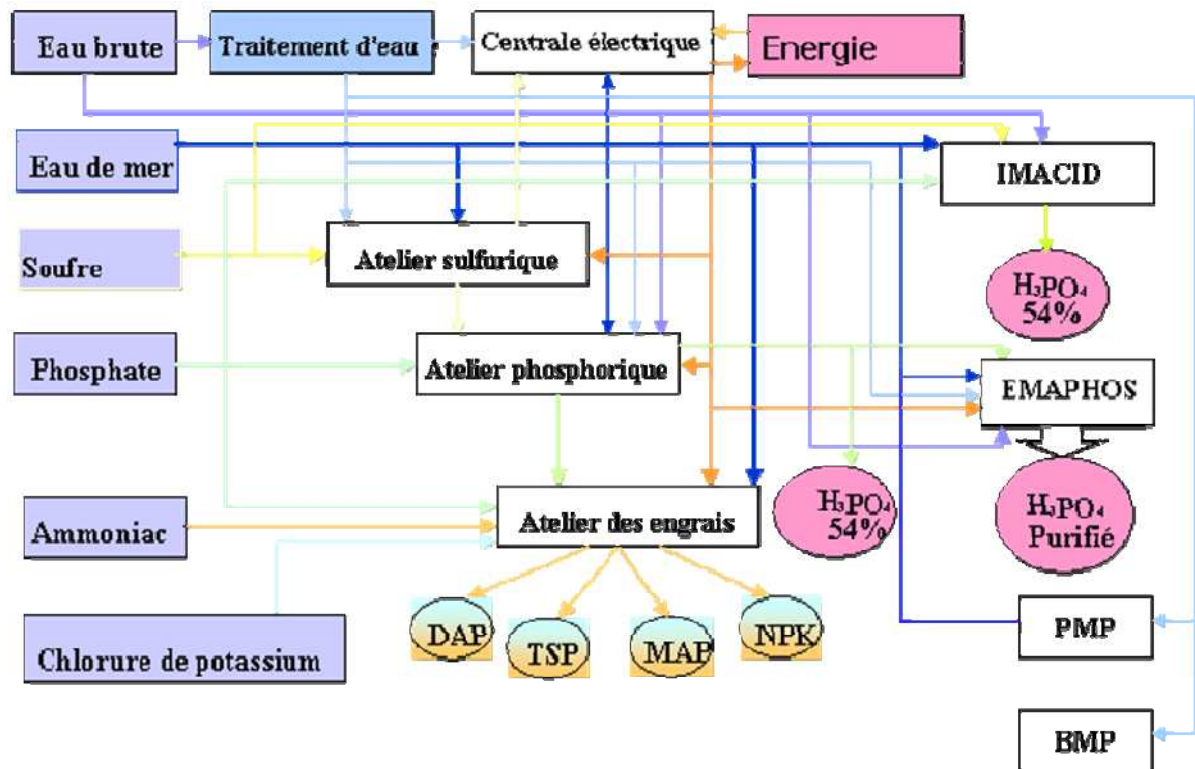 Eau brute
Traitement d'eau
Centrale électrique
Energie
Eau de mer
IMACID
Soufre
Atelier sulfurique
H₃PO₄
54%
Phosphate
Atelier phosphorique
EMAPHOS
Ammoniac
Atelier des engrais
H₃PO₄
54%
H₃PO₄
Purifié
DAP
TSP
MAP
NPK
PMP
Chlorure de potassium
BMP